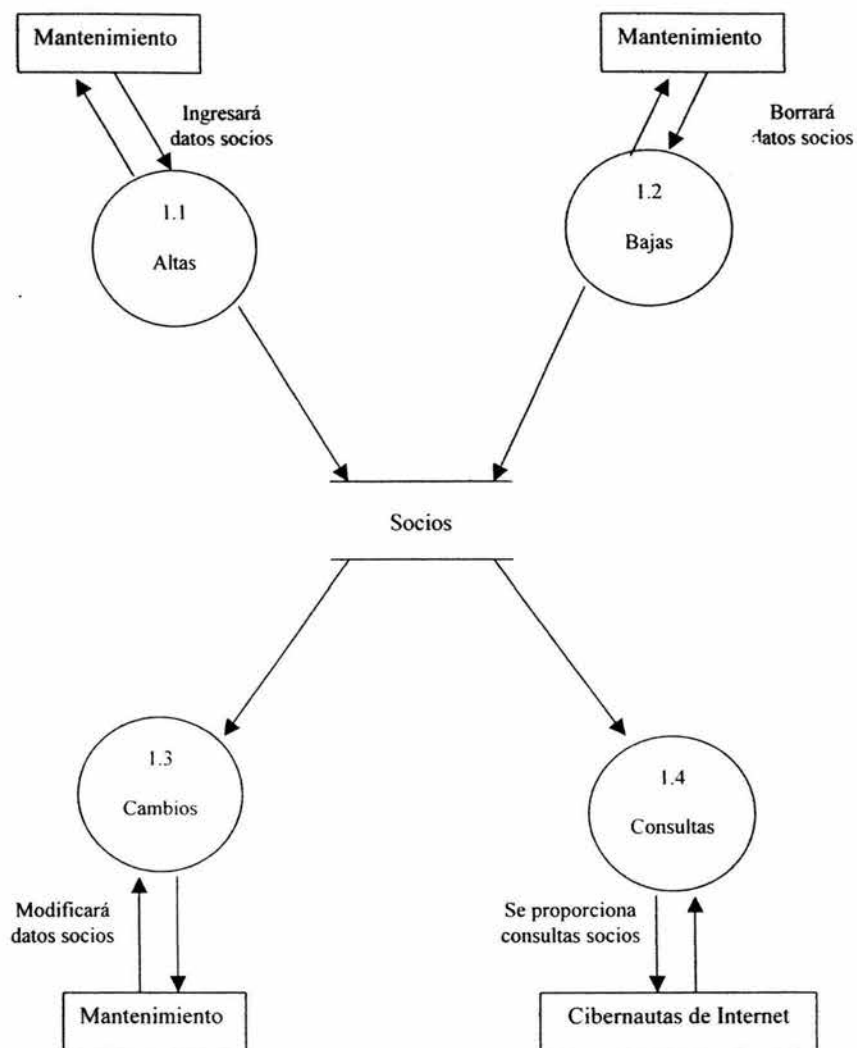 Mantenimiento
Mantenimiento
Ingresará
datos socios
Borrará
datos socios
1.1
Altas
1.2
Bajas
Socios
1.3
Cambios
1.4
Consultas
Modificará
datos socios
Se proporciona
consultas socios
Mantenimiento
Cibernautas de Internet